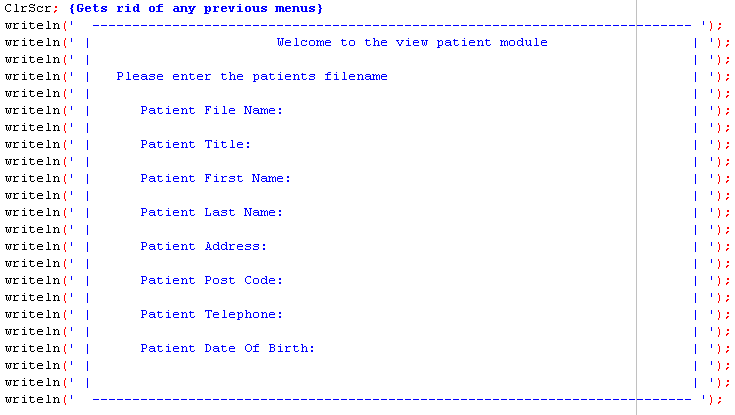 ClrScr; {Gets rid of any previous menus}
writeln('  --------------------------------------------------------------------------- ');
writeln(' |                       Welcome to the view patient module                  | ');
writeln(' |                                                                           | ');
writeln(' |   Please enter the patients filename                                      | ');
writeln(' |                                                                           | ');
writeln(' |      Patient File Name:                                                   | ');
writeln(' |                                                                           | ');
writeln(' |      Patient Title:                                                       | ');
writeln(' |                                                                           | ');
writeln(' |      Patient First Name:                                                  | ');
writeln(' |                                                                           | ');
writeln(' |      Patient Last Name:                                                   | ');
writeln(' |                                                                           | ');
writeln(' |      Patient Address:                                                     | ');
writeln(' |                                                                           | ');
writeln(' |      Patient Post Code:                                                   | ');
writeln(' |                                                                           | ');
writeln(' |      Patient Telephone:                                                   | ');
writeln(' |                                                                           | ');
writeln(' |      Patient Date Of Birth:                                               | ');
writeln(' |                                                                           | ');
writeln(' |                                                                           | ');
writeln('  --------------------------------------------------------------------------- ');